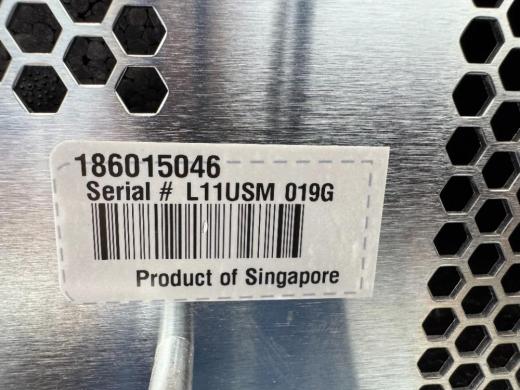 186015046
Serial # L11USM 019G
Product of Singapore